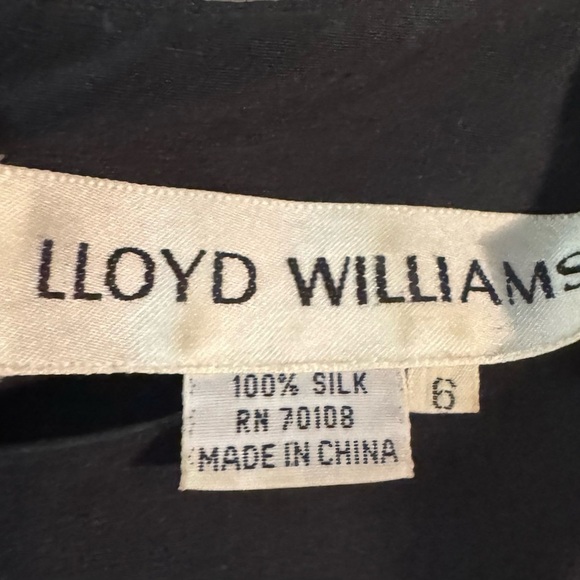 LLOYD WILLIAMS
100% SILK
RN 70108
MADE IN CHINA
6